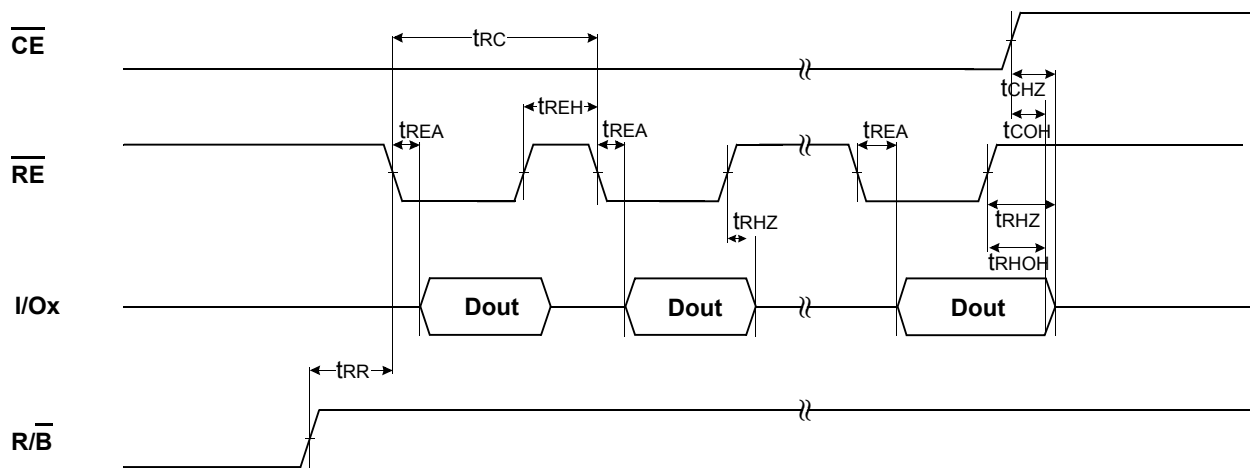 CE
tRC
tCHZ
tREH
tREA
tREA
tREA
tCOH
RE
tRHZ
tRHZ
tRHOH
I/Ox
Dout
Dout
Dout
tRR
R/B